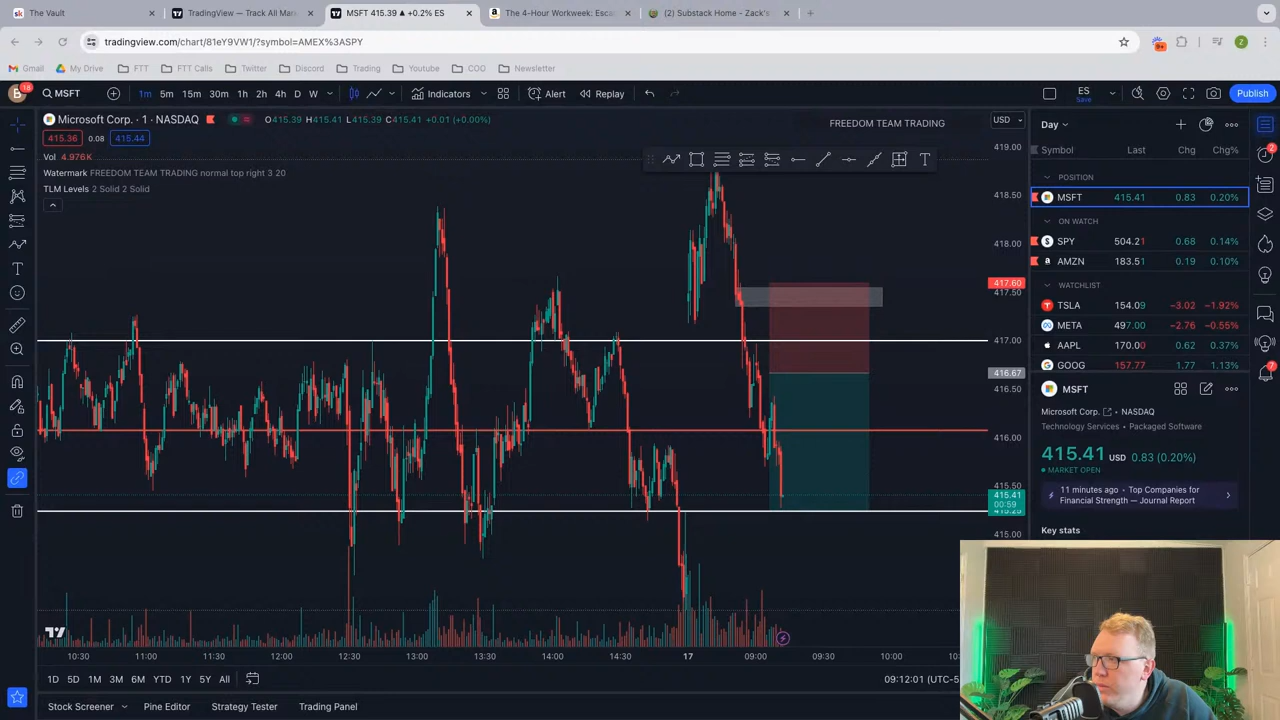 The Vault
TradingView — Track All Mar
MSFT 415.39 ▲ +0.2% ES
The 4-Hour Workweek: Esca
(2) Substack Home - Zack's
tradingview.com/chart/81eY9VW1/?symbol=AMEX%3ASPY
9+
Z
Gmail
My Drive
FTT
FTT Calls
Twitter
Discord
Trading
Youtube
COO
Newsletter
B
18
MSFT
1m 5m 15m 30m 1h 2h 4h D W
Indicators
Alert
Replay
ES
Save
Publish
Microsoft Corp. · 1 · NASDAQ
O415.39 H415.41 L415.39 C415.41 +0.01 (+0.00%)
FREEDOM TEAM TRADING
USD
415.36 0.08 415.44
Vol 4.976K
Watermark FREEDOM TEAM TRADING normal top right 3 20
TLM Levels 2 Solid 2 Solid
419.00
418.50
418.00
417.60
417.50
417.00
416.67
416.50
416.00
415.50
415.41
00:59
415.25
415.00
10:30 11:00 11:30 12:00 12:30 13:00 13:30 14:00 14:30 17 09:00 09:30 10:00
1D 5D 1M 3M 6M YTD 1Y 5Y All
09:12:01 (UTC-5
Stock Screener
Pine Editor
Strategy Tester
Trading Panel
Day
Symbol Last Chg Chg%
POSITION
MSFT 415.41 0.83 0.20%
ON WATCH
SPY 504.21 0.68 0.14%
AMZN 183.51 0.19 0.10%
WATCHLIST
TSLA 154.09 -3.02 -1.92%
META 497.00 -2.76 -0.55%
AAPL 170.00 0.62 0.37%
GOOG 157.77 1.77 1.13%
MSFT
Microsoft Corp. NASDAQ
Technology Services • Packaged Software
415.41 USD 0.83 (0.20%)
MARKET OPEN
11 minutes ago • Top Companies for
Financial Strength — Journal Report
Key stats
2
7